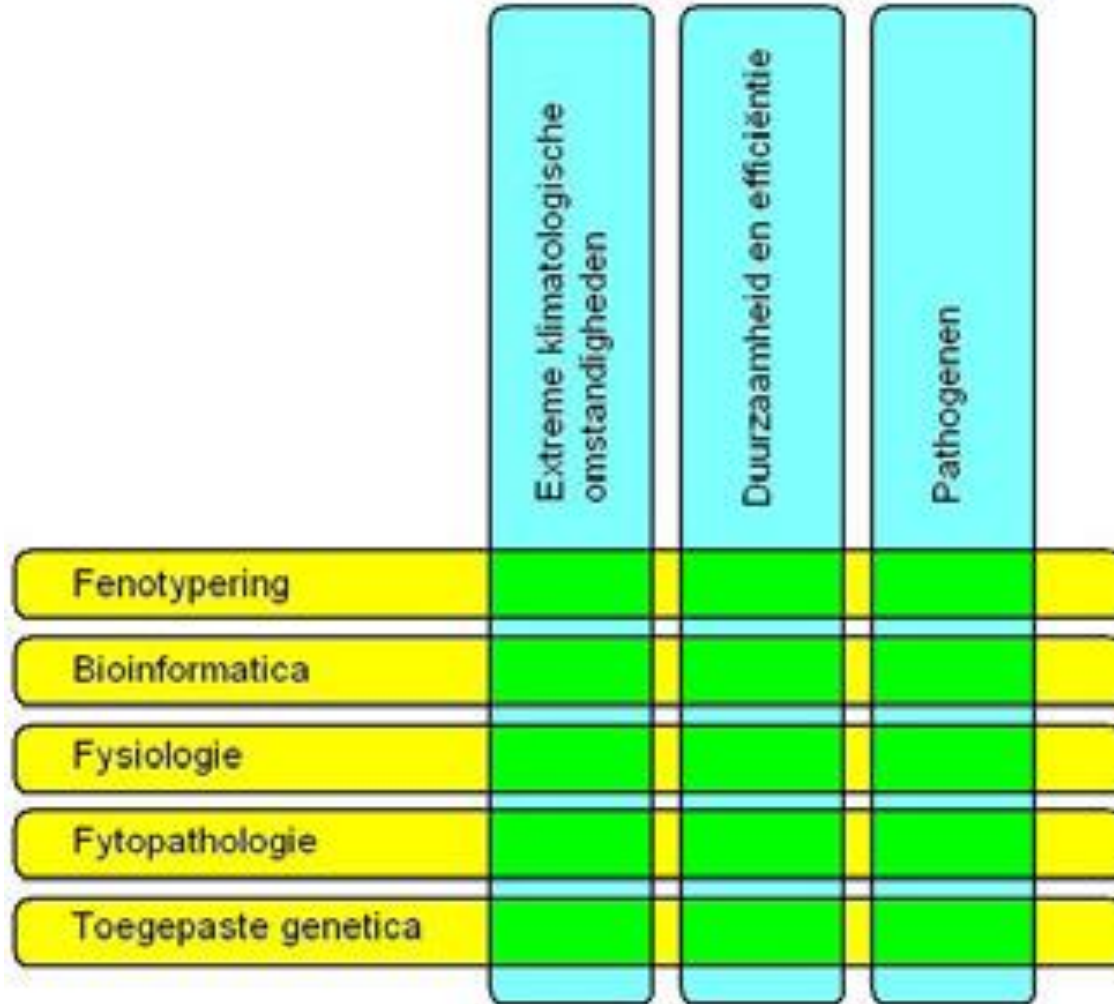 Extreme klimatologische
omstandigheden
Duurzaamheid en efficiëntie
Pathogenen
Fenotypering
Bioinformatica
Fysiologie
Fytopathologie
Toegepaste genetica